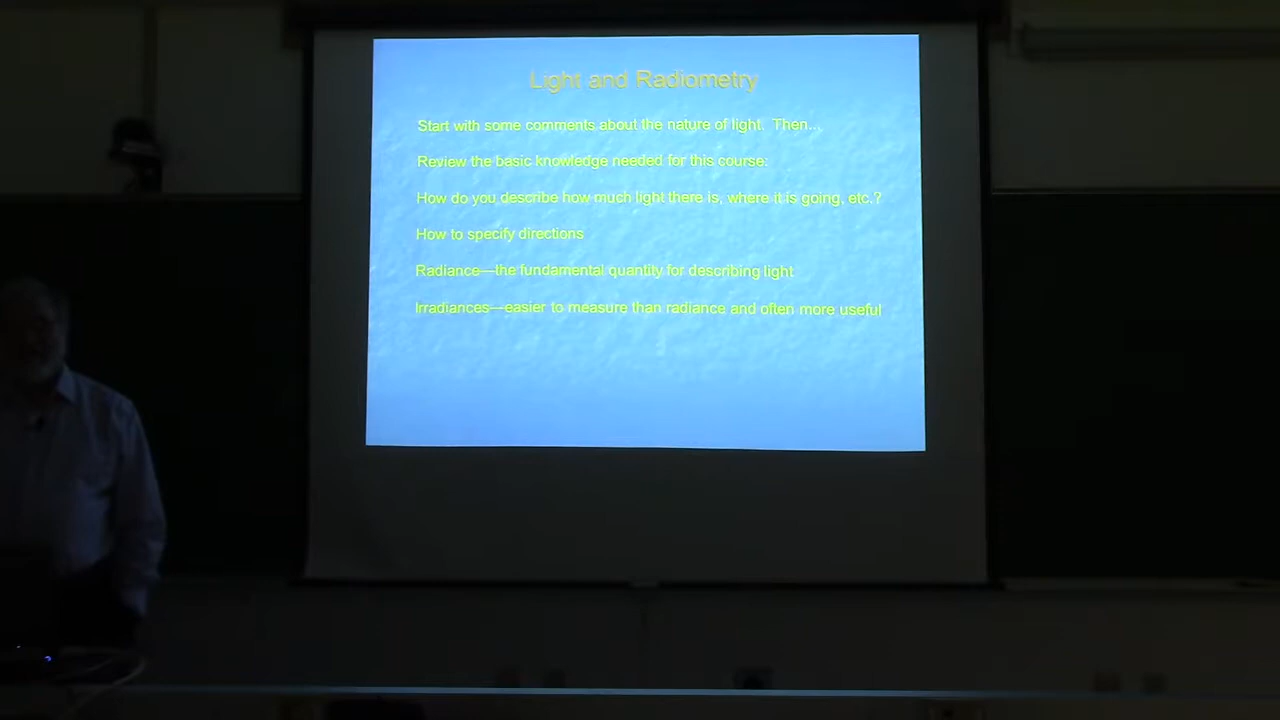 Light and Radiometry
Start with some comments about the nature of light. Then...
Review the basic knowledge needed for this course:
How do you describe how much light there is, where it is going, etc.?
How to specify directions
Radiance—the fundamental quantity for describing light
Irradiances—easier to measure than radiance and often more useful